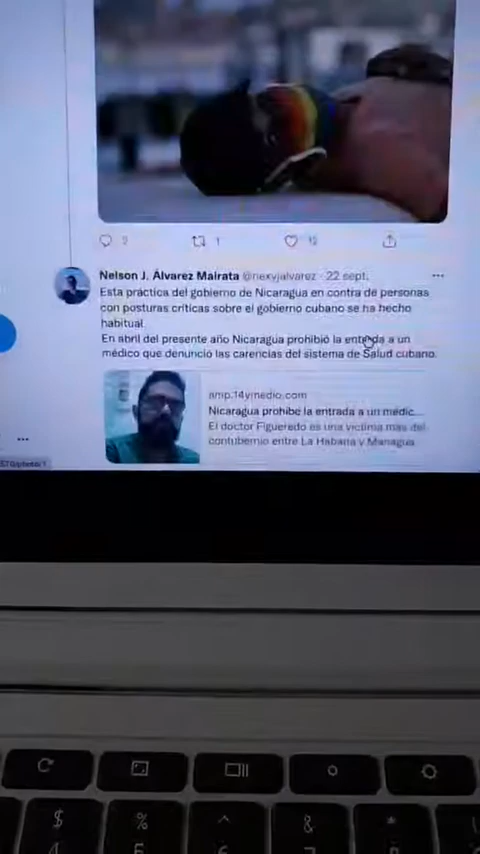 2
1
12
Nelson J. Álvarez Mairata @nexyjalvarez · 22 sept.
Esta práctica del gobierno de Nicaragua en contra de personas
con posturas críticas sobre el gobierno cubano se ha hecho
habitual.
En abril del presente año Nicaragua prohibió la entrada a un
médico que denunció las carencias del sistema de Salud cubano.
amp.14ymedio.com
Nicaragua prohíbe la entrada a un médic...
El doctor Figueredo es una víctima más del
contubernio entre La Habana y Managua
$
%
^
&
*